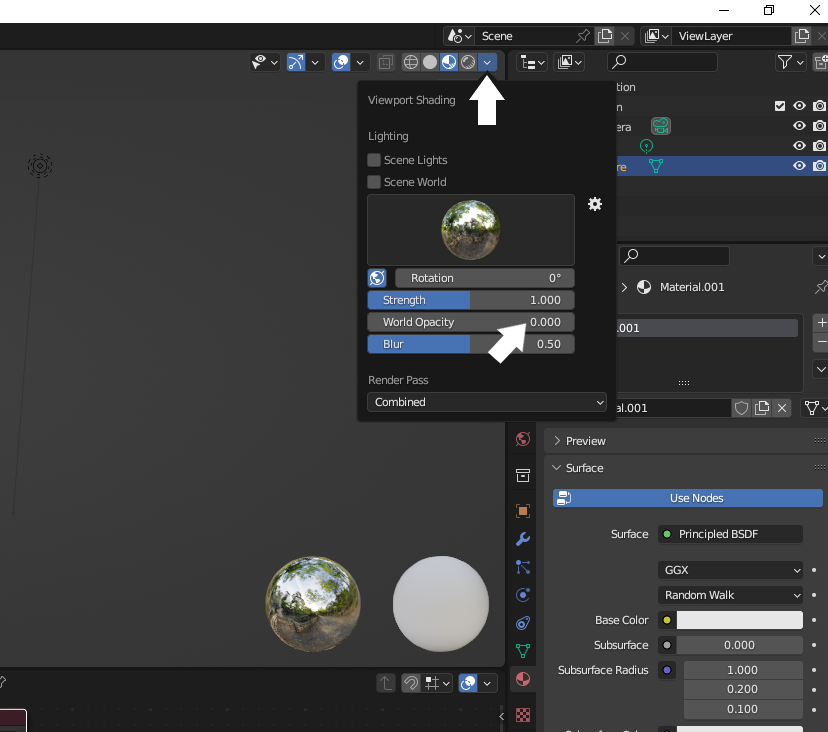 Scene
ViewLayer
Viewport Shading
Lighting
Scene Lights
Scene World
Rotation 0°
Strength 1.000
World Opacity 0.000
Blur 0.50
Render Pass
Combined
tion
n
era
re
Material.001
.001
al.001
Preview
Surface
Use Nodes
Surface Principled BSDF
GGX
Random Walk
Base Color
Subsurface 0.000
Subsurface Radius 1.000
0.200
0.100